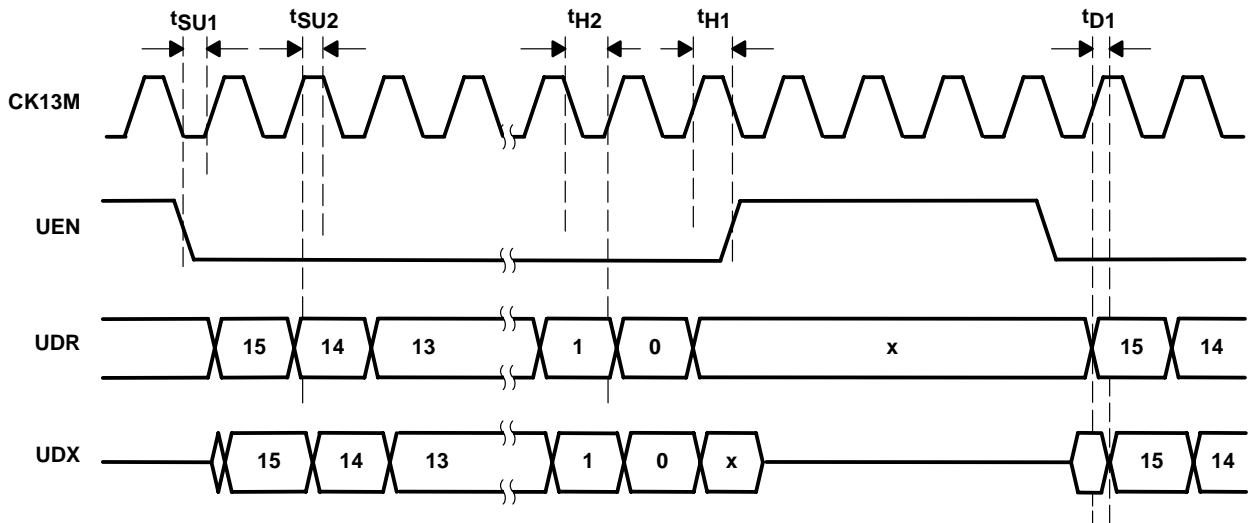 tSU1 tSU2 tH2 tH1 tD1
CK13M
UEN
UDR 15 14 13 1 0 x 15 14
UDX 15 14 13 1 0 x 15 14